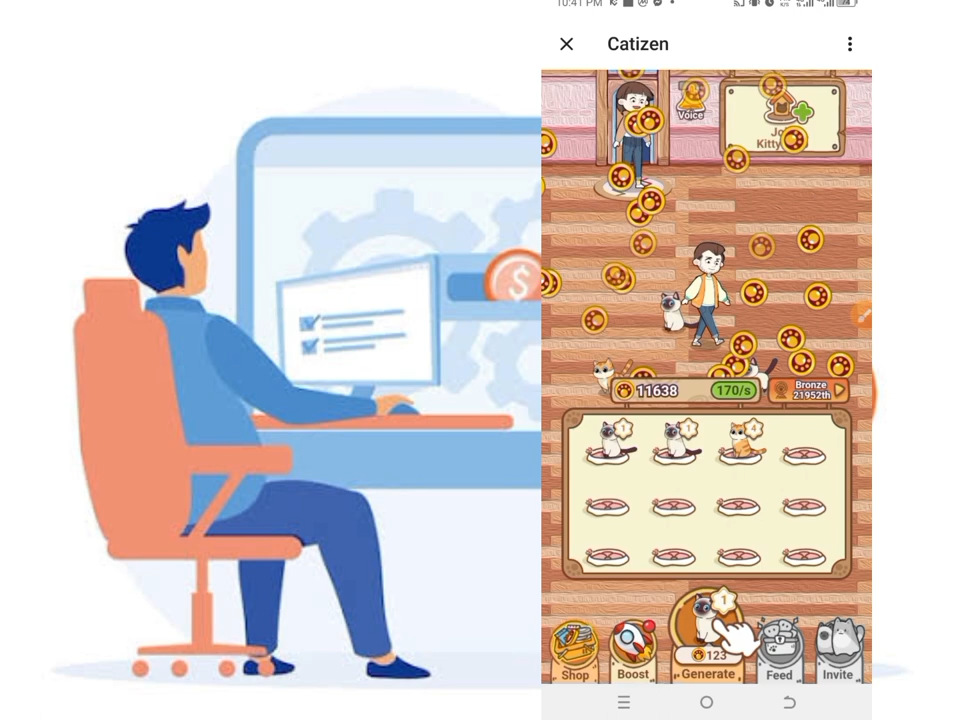 10:41 PM
Catizen
Voice
Jo
Kitty
11638
170/s
Bronze
21952th
1
1
4
1
123
Shop
Boost
Generate
Feed
Invite
$